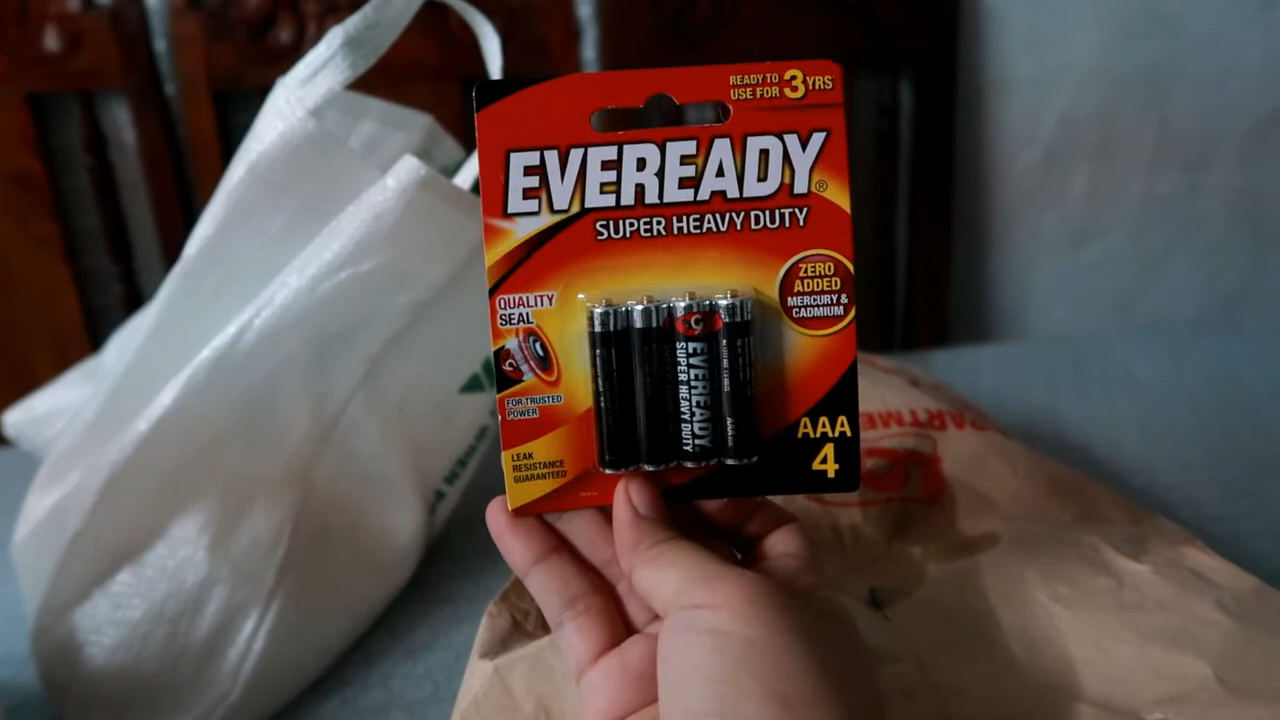 READY TO
USE FOR 3 YRS
EVEREADY®
SUPER HEAVY DUTY
ZERO
ADDED
MERCURY &
CADMIUM
QUALITY
SEAL
FOR TRUSTED
POWER
LEAK
RESISTANCE
GUARANTEED
EVEREADY
SUPER HEAVY DUTY
AAA
4